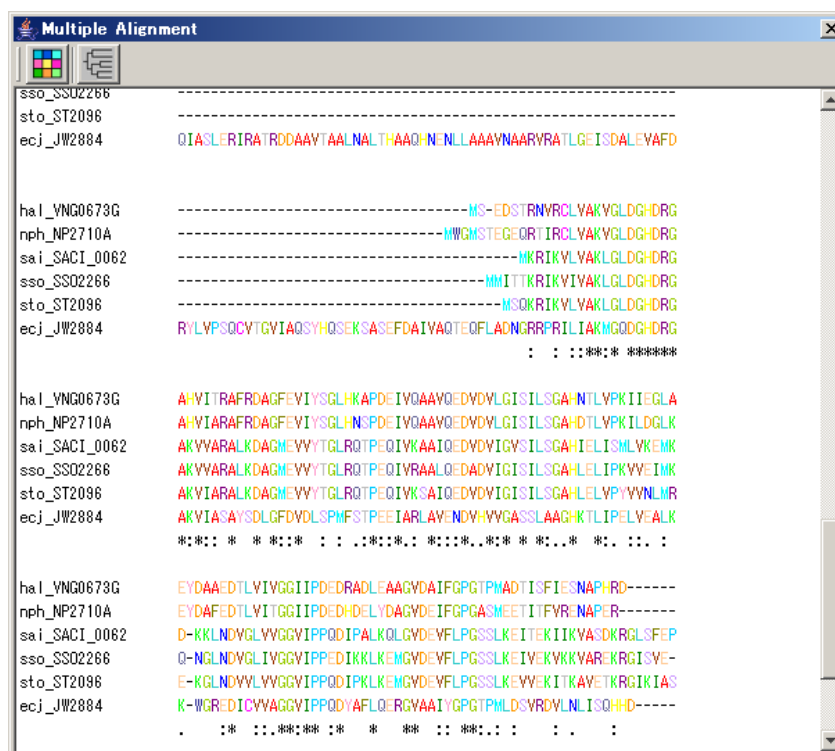 sso_SSO2266 ------------------------------------------------------------
sto_ST2096 ------------------------------------------------------------
ecj_JW2884 QIASLERIRATRDDAAVTAALNALTHAAQHNENLLAAAVNAARVRATLGEISDALEVAFD
hal_VNG0673G -----------------------------------MS-EDSTRNVRCLVAKVGLDGHDRG
nph_NP2710A --------------------------------MWGMSTEGEQRTIRCLVAKVGLDGHDRG
sai_SACI_0062 -----------------------------------------MKRIKVLVAKLGLDGHDRG
sso_SSO2266 -------------------------------------MMITTKRIKVIVAKLGLDGHDRG
sto_ST2096 ---------------------------------------MSQKRIKVLVAKLGLDGHDRG
ecj_JW2884 RYLVPSQCVTGVIAQSYHQSEKSASEFDAIVAQTEQFLADNGRRPRILIAKMGQDGHDRG
: : ::**:* ******
hal_VNG0673G AHVITRAFRDAGFEVIYSGLHKAPDEIVQAAVQEDVDVLGISILSGAHNTLVPKIIEGLA
nph_NP2710A AHVIARAFRDAGFEVIYSGLHNSPDEIVQAAVQEDVDVLGISILSGAHDTLVPKILDGLK
sai_SACI_0062 AKVVARALKDAGMEVVYTGLRQTPEQIVKAAIQEDVDVIGVSILSGAHIELISMLVKEMK
sso_SSO2266 AKVVARALKDAGMEVVYTGLRQTPEQIVRAALQEDADVIGISILSGAHLELIPKVVEIMK
sto_ST2096 AKVIARALKDAGMEVVYTGLRQTPEQIVKSAIQEDVDVIGISILSGAHLELVPYVVNLMR
ecj_JW2884 AKVIASAYSDLGFDVDLSPMFSTPEEIARLAVENDVHVVGASSLAAGHKTLIPELVEALK
*:*:: * * *::* : : .:*::*.: *:::*..*:* * *:..* *:. ::. :
hal_VNG0673G EYDAAEDTLVIVGGIIPDEDRADLEAAGVDAIFGPGTPMADTISFIESNAPHRD------
nph_NP2710A EYDAFEDTLVITGGIIPDEDHDELYDAGVDEIFGPGASMEETITFVRENAPER-------
sai_SACI_0062 D-KKLNDVGLVVGGVIPPQDIPALKQLGVDEVFLPGSSLKEITEKIIKVASDKRGLSFEP
sso_SSO2266 Q-NGLNDVGLIVGGVIPPEDIKKLKEMGVDEVFLPGSSLKEIVEKVKKVAREKRGISVE-
sto_ST2096 E-KGLNDVVLVVGGVIPPQDIPKLKEMGVDEVFLPGSSLKEVVEKITKAVETKRGIKIAS
ecj_JW2884 K-WGREDICVVAGGVIPPQDYAFLQERGVAAIYGPGTPMLDSVRDVLNLISQHHD-----
. :* ::.**:** :* * ** :: **:.: : : . :
Multiple Alignment